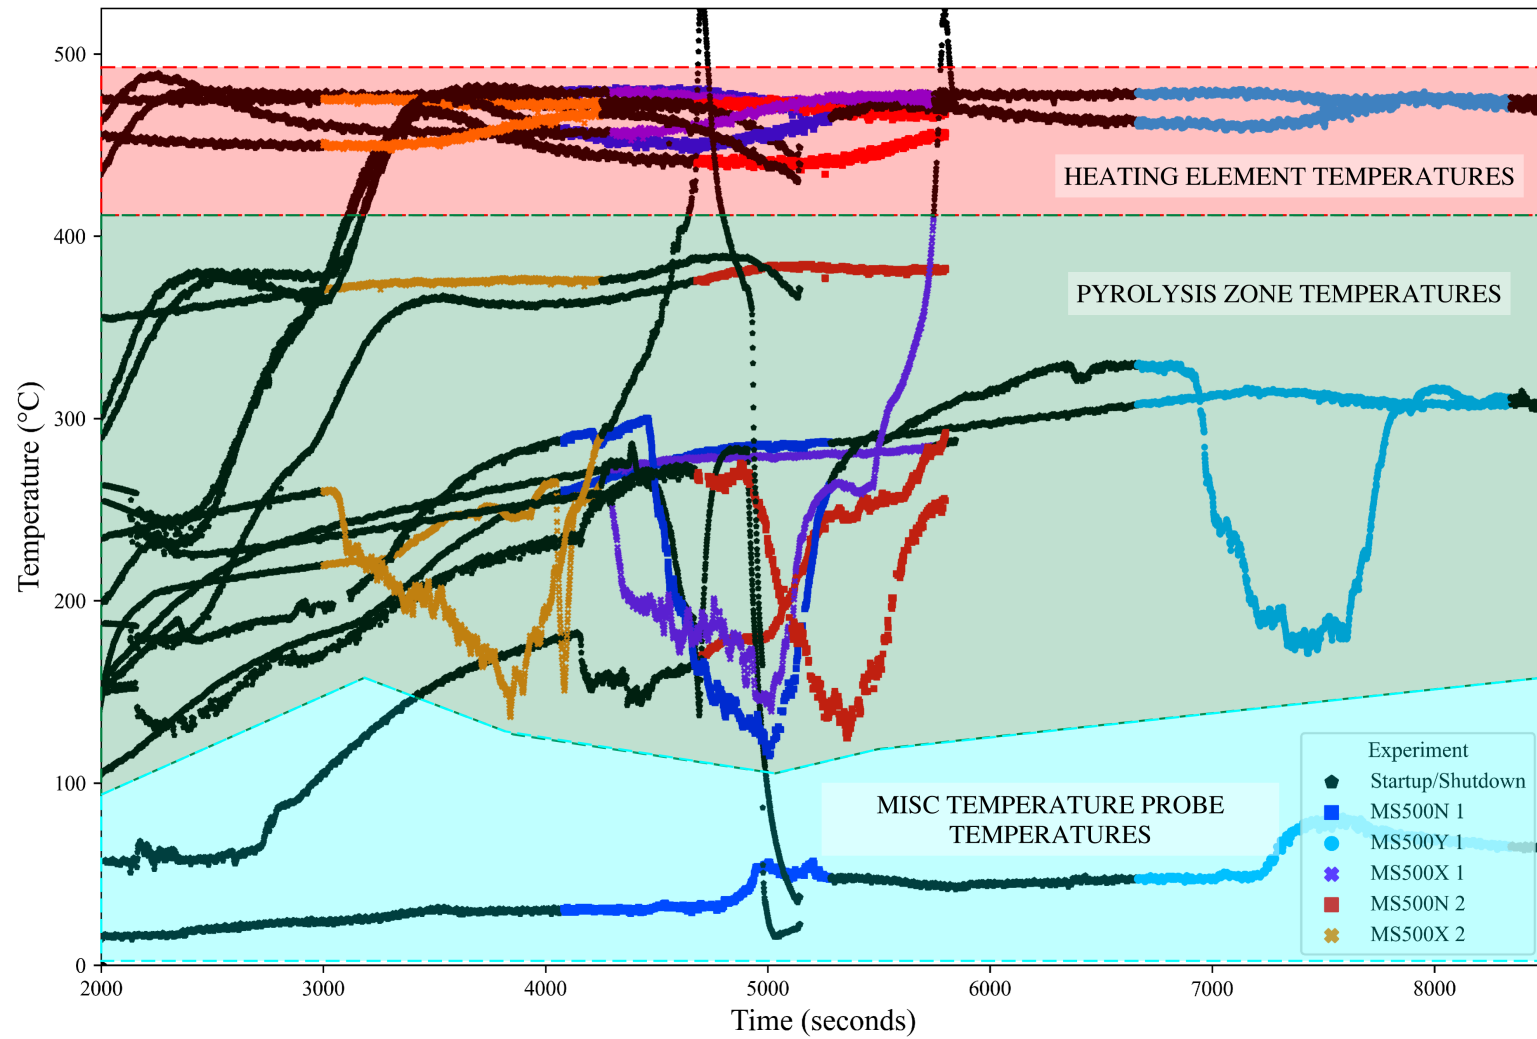 500
400
300
200
100
0
Temperature (°C)
HEATING ELEMENT TEMPERATURES
PYROLYSIS ZONE TEMPERATURES
MISC TEMPERATURE PROBE
TEMPERATURES
Experiment
Startup/Shutdown
MS500N 1
MS500Y 1
MS500X 1
MS500N 2
MS500X 2
2000 3000 4000 5000 6000 7000 8000
Time (seconds)